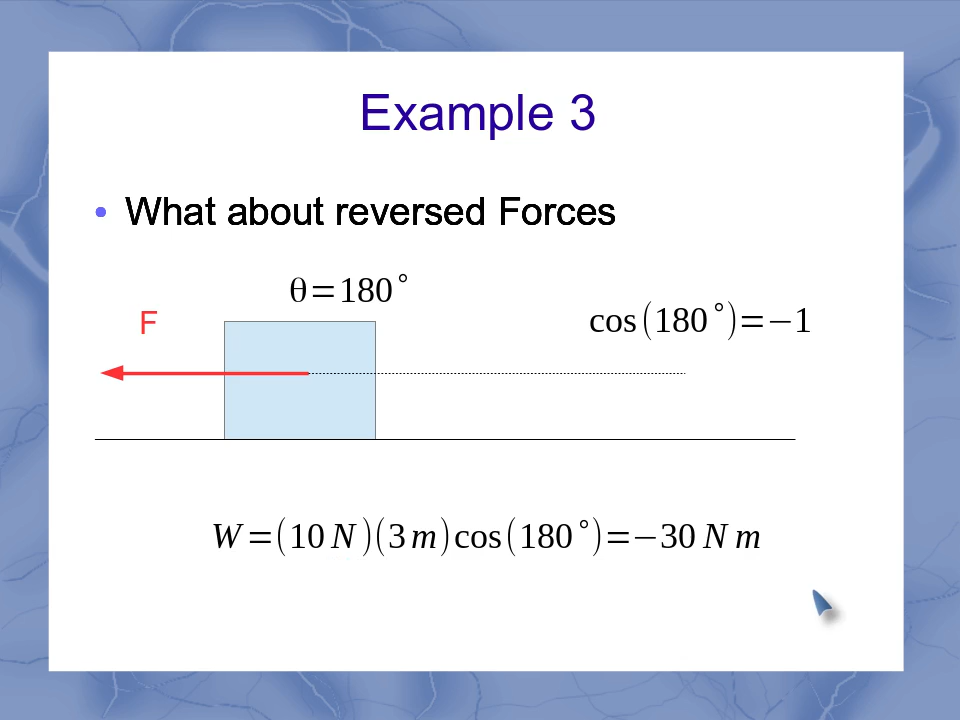 Example 3
• What about reversed Forces
θ=180°
F
cos(180°)=−1
W=(10 N)(3 m)cos(180°)=−30 N m